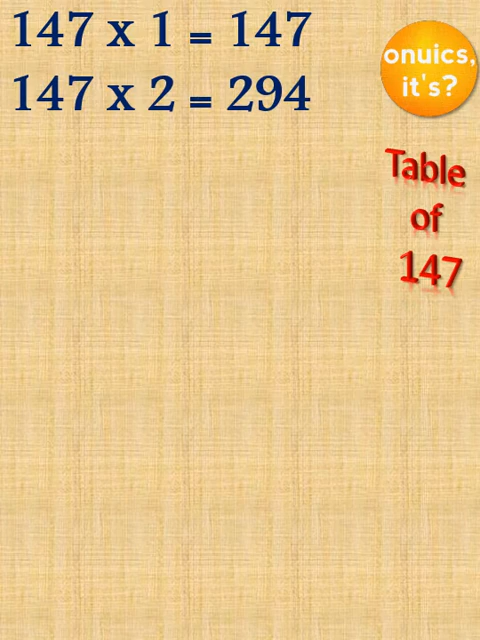 147 x 1 = 147
147 x 2 = 294
onuics,
it's?
Table
of
147